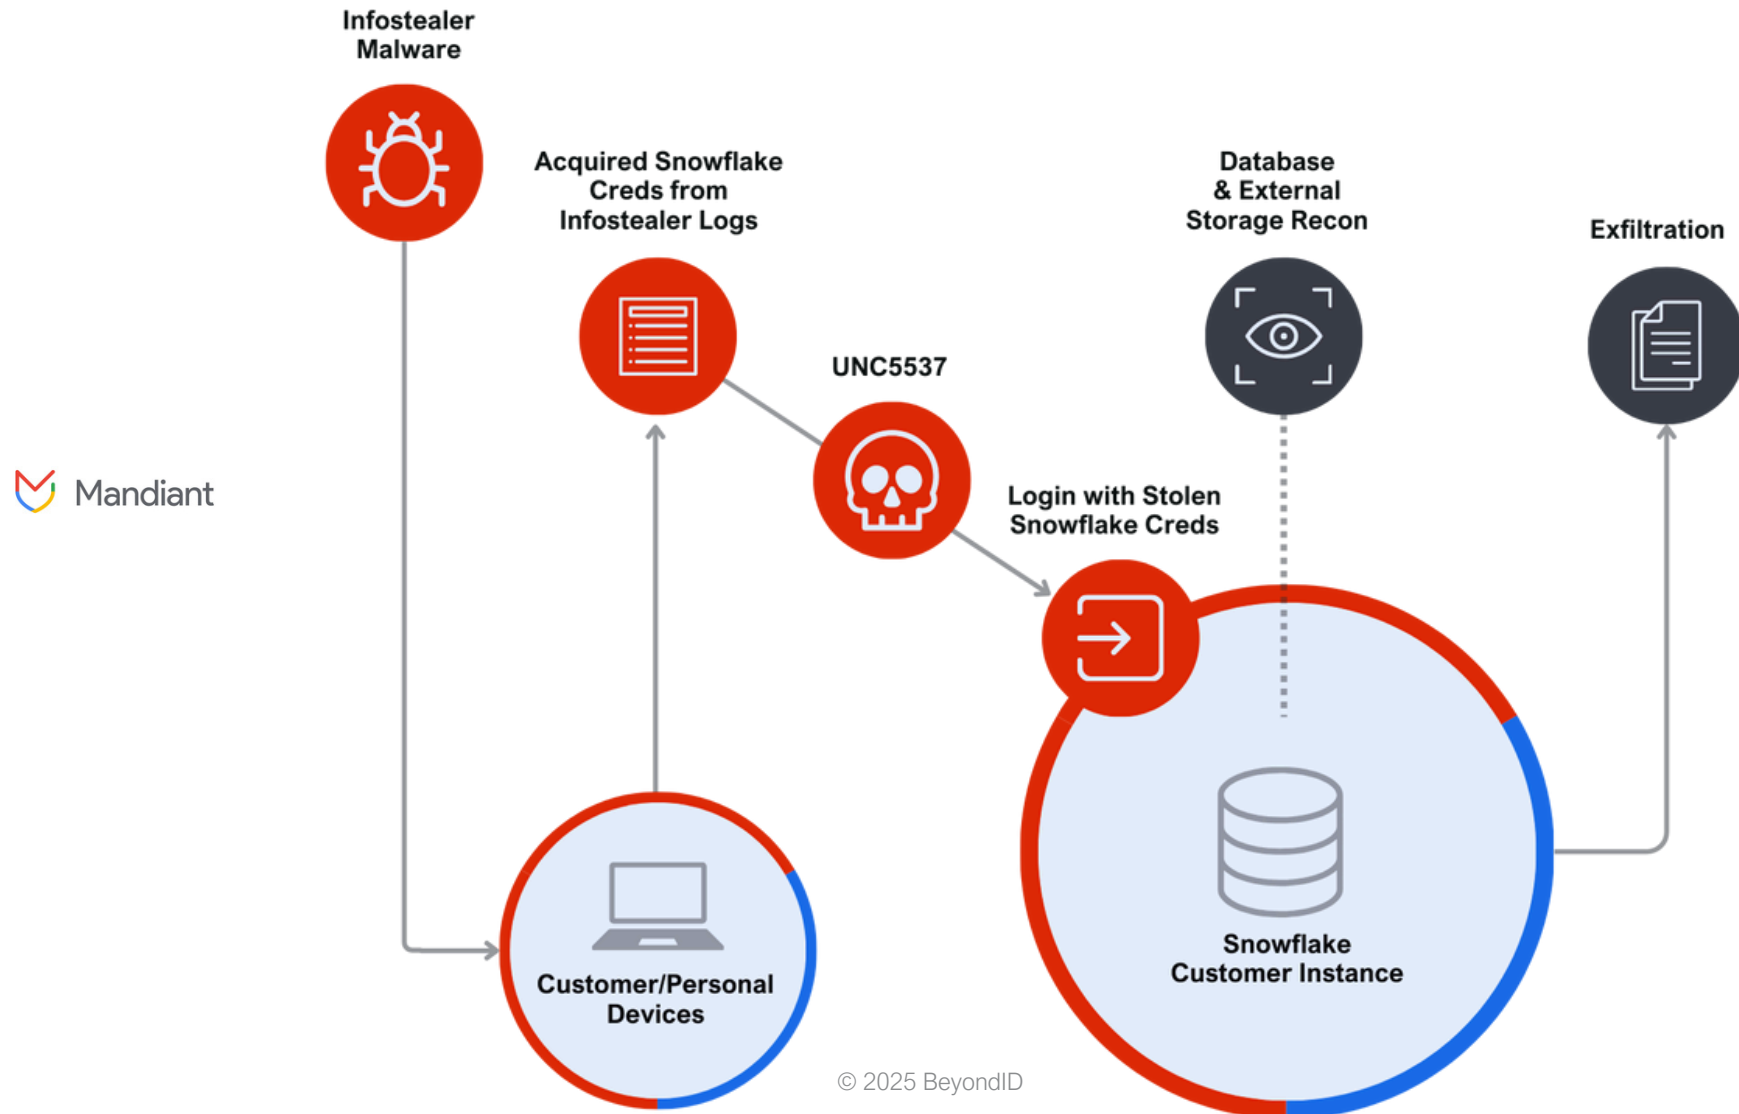 Infostealer
Malware
Acquired Snowflake
Creds from
Infostealer Logs
Database
& External
Storage Recon
Exfiltration
UNC5537
Mandiant
Login with Stolen
Snowflake Creds
Snowflake
Customer Instance
Customer/Personal
Devices
© 2025 BeyondID